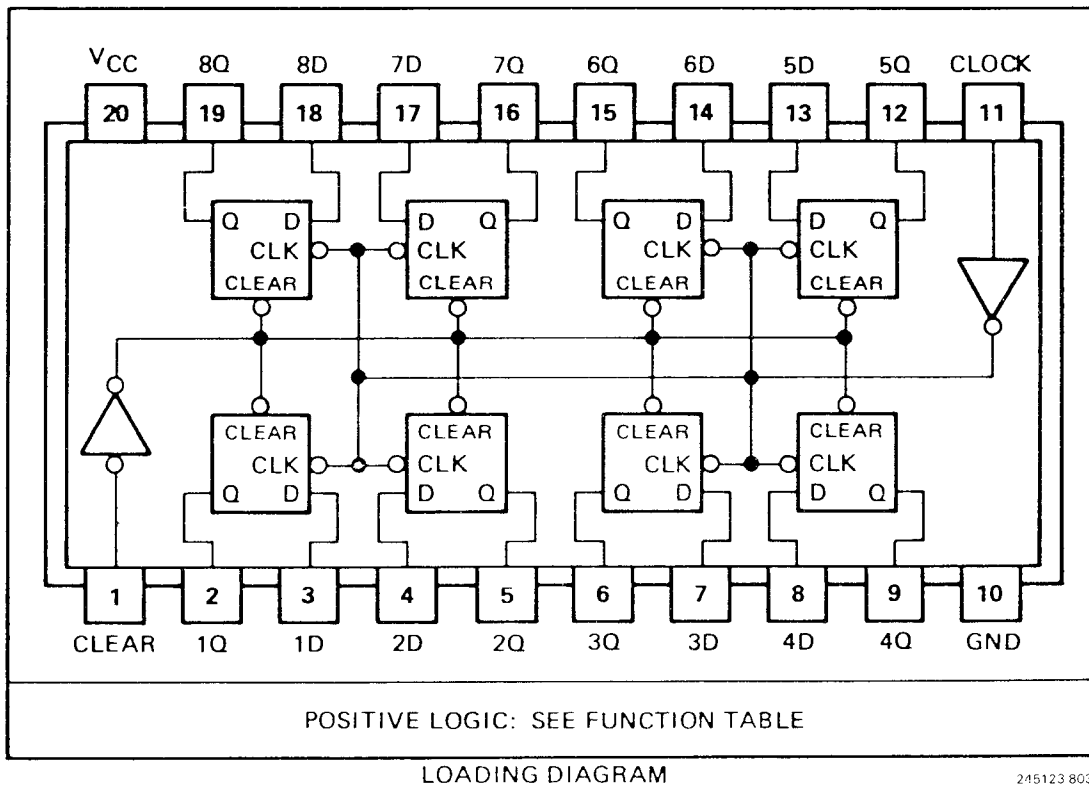 VCC 8Q 8D 7D 7Q 6Q 6D 5D 5Q CLOCK
20 19 18 17 16 15 14 13 12 11
Q D D Q Q D D Q
CLK CLK CLK CLK
CLEAR CLEAR CLEAR CLEAR
CLEAR CLEAR CLEAR CLEAR
CLK CLK CLK CLK
Q D D Q Q D D Q
1 2 3 4 5 6 7 8 9 10
CLEAR 1Q 1D 2D 2Q 3Q 3D 4D 4Q GND
POSITIVE LOGIC: SEE FUNCTION TABLE
LOADING DIAGRAM
245123 803